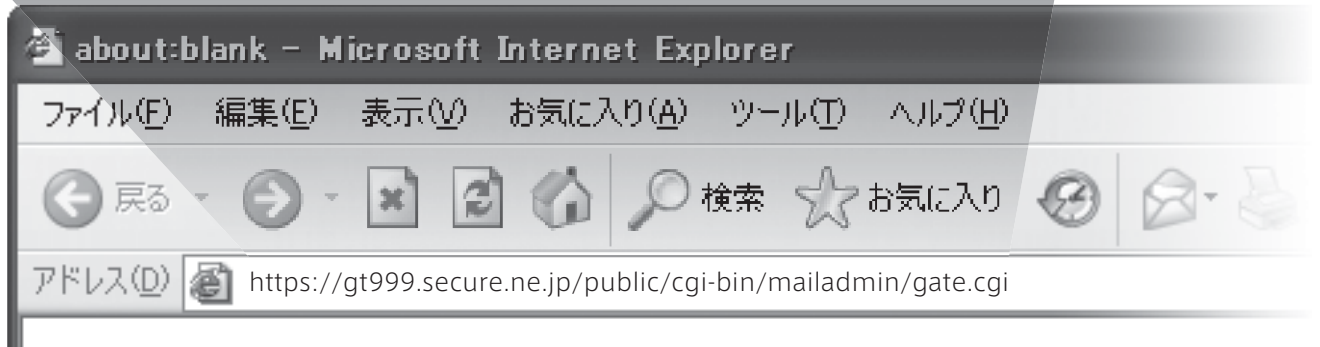 about:blank - Microsoft Internet Explorer
ファイル(F) 編集(E) 表示(V) お気に入り(A) ツール(T) ヘルプ(H)
戻る 検索 お気に入り
アドレス(D) https://gt999.secure.ne.jp/public/cgi-bin/mailadmin/gate.cgi